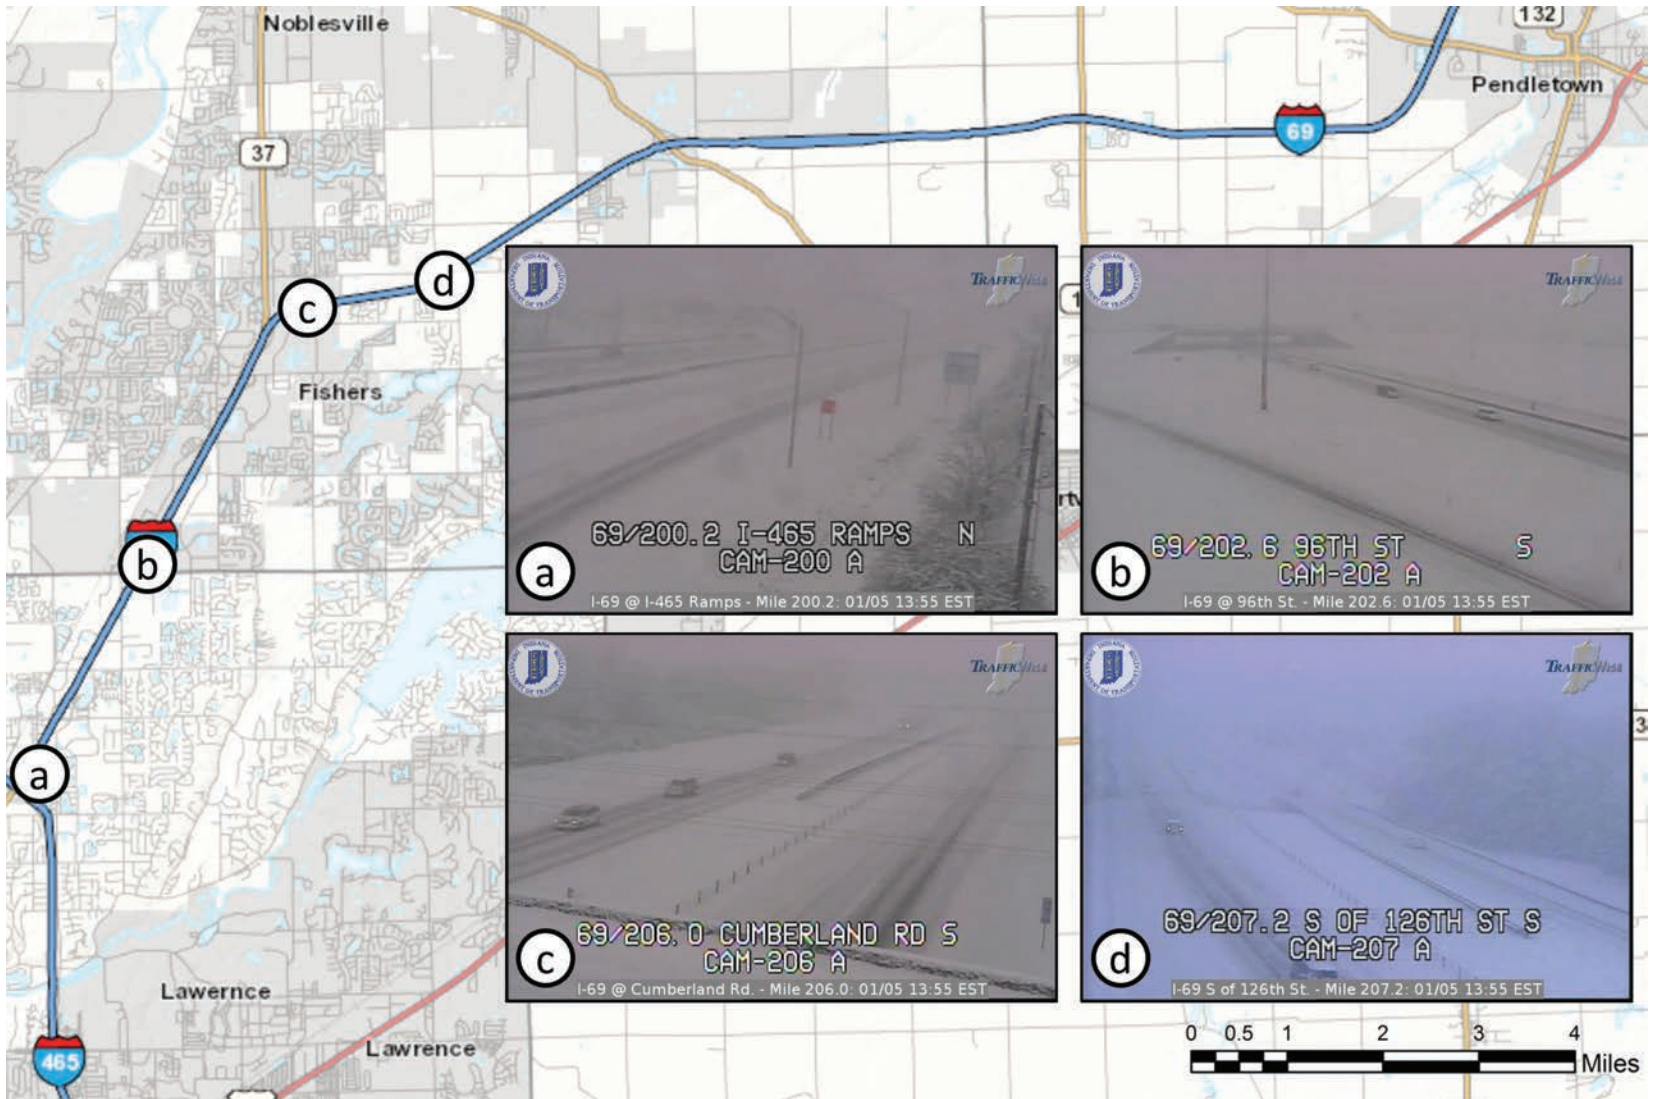 Noblesville
132
Pendletown
37
69
c
d
Fishers
b
a
Lawernce
Lawrence
465
TRAFFICWISE
69/200.2 I-465 RAMPS N
CAM-200 A
a
I-69 @ I-465 Ramps - Mile 200.2: 01/05 13:55 EST
TRAFFICWISE
69/202.6 96TH ST S
CAM-202 A
b
I-69 @ 96th St. - Mile 202.6: 01/05 13:55 EST
TRAFFICWISE
69/206.0 CUMBERLAND RD S
CAM-206 A
c
I-69 @ Cumberland Rd. - Mile 206.0: 01/05 13:55 EST
TRAFFICWISE
69/207.2 S OF 126TH ST S
CAM-207 A
d
I-69 S of 126th St. - Mile 207.2: 01/05 13:55 EST
0 0.5 1 2 3 4
Miles